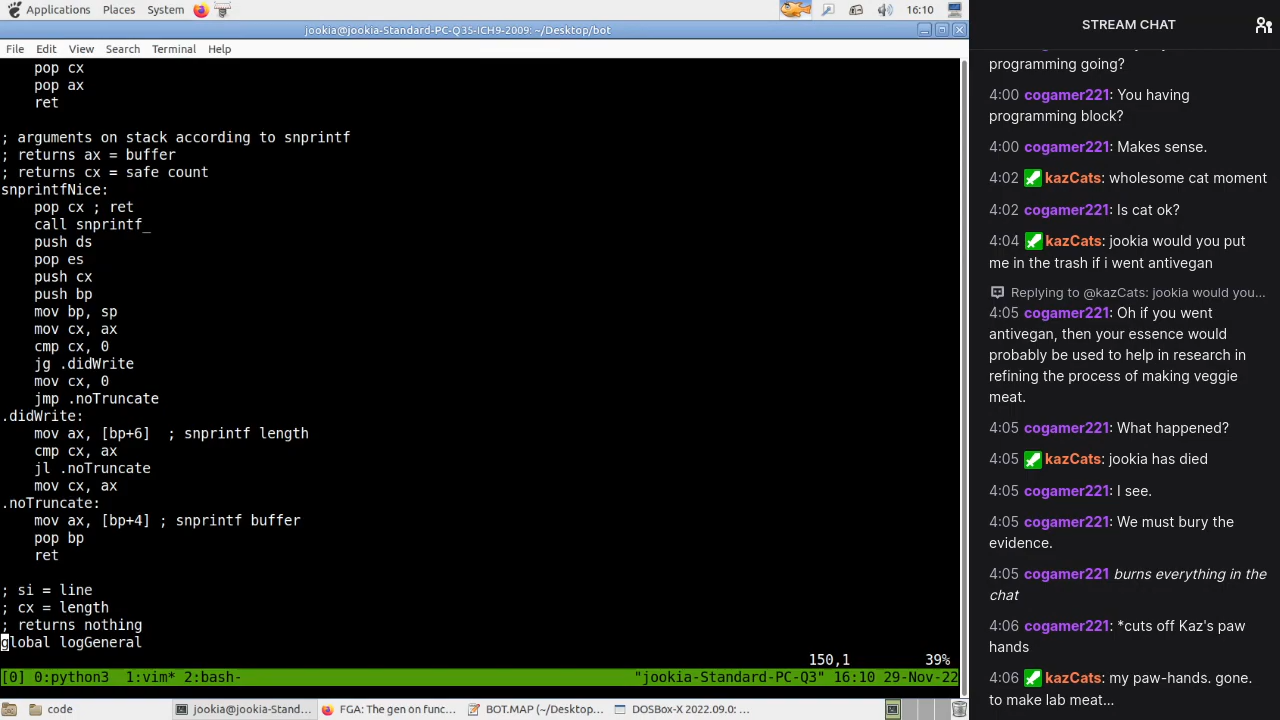 Applications Places System 16:10
jookia@jookia-Standard-PC-Q35-ICH9-2009: ~/Desktop/bot
File Edit View Search Terminal Help
pop cx
pop ax
ret
; arguments on stack according to snprintf
; returns ax = buffer
; returns cx = safe count
snprintfNice:
pop cx ; ret
call snprintf_
push ds
pop es
push cx
push bp
mov bp, sp
mov cx, ax
cmp cx, 0
jg .didWrite
mov cx, 0
jmp .noTruncate
.didWrite:
mov ax, [bp+6]  ; snprintf length
cmp cx, ax
jl .noTruncate
mov cx, ax
.noTruncate:
mov ax, [bp+4] ; snprintf buffer
pop bp
ret
; si = line
; cx = length
; returns nothing
global logGeneral
150,1 39%
[0] 0:python3 1:vim* 2:bash- "jookia-Standard-PC-Q3" 16:10 29-Nov-22
code jookia@jookia-Stand... FGA: The gen on func... BOT.MAP (~/Desktop... DOSBox-X 2022.09.0: ...
STREAM CHAT
programming going?
4:00 cogamer221: You having
programming block?
4:00 cogamer221: Makes sense.
4:02 kazCats: wholesome cat moment
4:02 cogamer221: Is cat ok?
4:04 kazCats: jookia would you put
me in the trash if i went antivegan
Replying to @kazCats: jookia would you...
4:05 cogamer221: Oh if you went
antivegan, then your essence would
probably be used to help in research in
refining the process of making veggie
meat.
4:05 cogamer221: What happened?
4:05 kazCats: jookia has died
4:05 cogamer221: I see.
4:05 cogamer221: We must bury the
evidence.
4:05 cogamer221 burns everything in the
chat
4:06 cogamer221: *cuts off Kaz's paw
hands
4:06 kazCats: my paw-hands. gone.
to make lab meat...